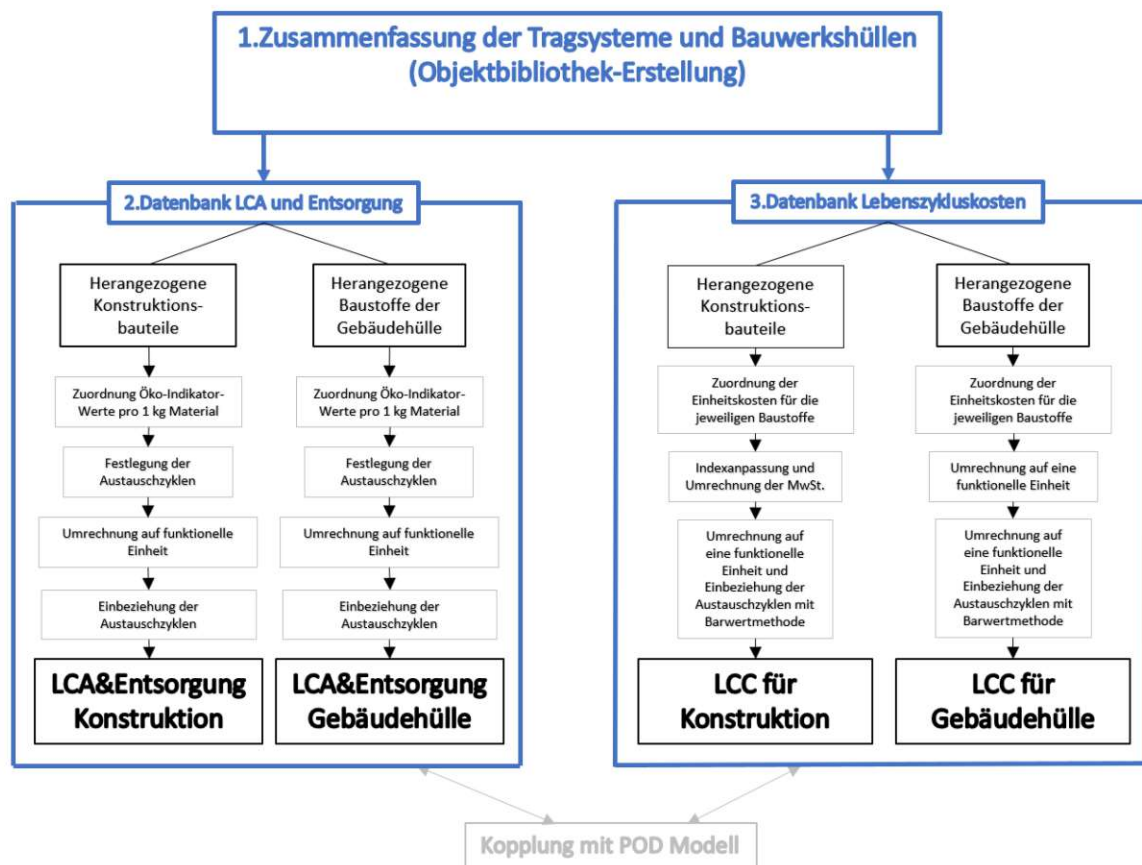 1.Zusammenfassung der Tragsysteme und Bauwerkshüllen
(Objektbibliothek-Erstellung)
2.Datenbank LCA und Entsorgung
Herangezogene
Konstruktions-
bauteile
Zuordnung Öko-Indikator-
Werte pro 1 kg Material
Festlegung der
Austauschzyklen
Umrechnung auf funktionelle
Einheit
Einbeziehung der
Austauschzyklen
LCA&Entsorgung
Konstruktion
Herangezogene
Baustoffe der
Gebäudehülle
Zuordnung Öko-Indikator-
Werte pro 1 kg Material
Festlegung der
Austauschzyklen
Umrechnung auf funktionelle
Einheit
Einbeziehung der
Austauschzyklen
LCA&Entsorgung
Gebäudehülle
3.Datenbank Lebenszykluskosten
Herangezogene
Konstruktions-
bauteile
Zuordnung der
Einheitskosten für die
jeweiligen Baustoffe
Indexanpassung und
Umrechnung der MwSt.
Umrechnung auf
eine funktionelle
Einheit und
Einbeziehung der
Austauschzyklen mit
Barwertmethode
LCC für
Konstruktion
Herangezogene
Baustoffe der
Gebäudehülle
Zuordnung der
Einheitskosten für die
jeweiligen Baustoffe
Umrechnung auf eine
funktionelle Einheit
Umrechnung auf
eine funktionelle
Einheit und
Einbeziehung der
Austauschzyklen mit
Barwertmethode
LCC für
Gebäudehülle
Kopplung mit POD Modell